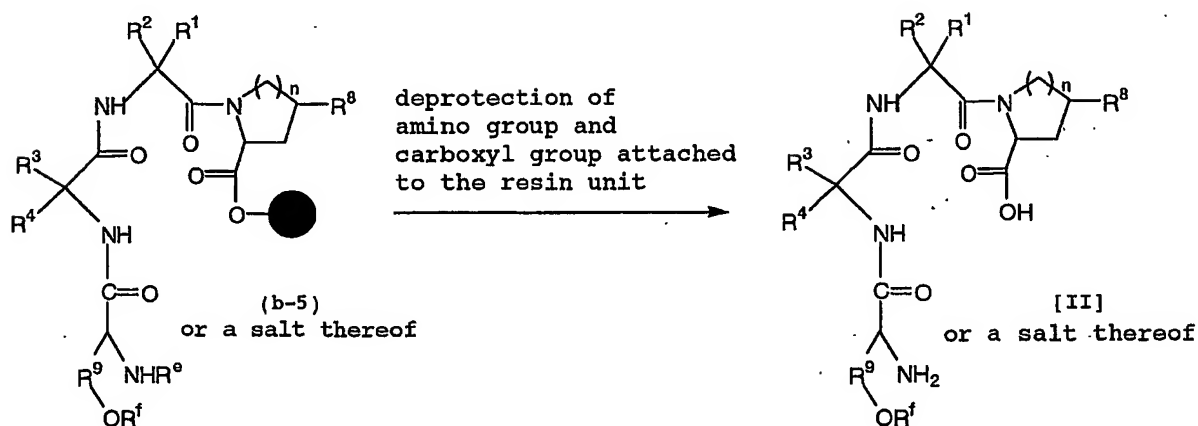 R² R¹
NH O N ( )n R⁸
R³ O O
R⁴ NH O
C=O
R⁹ NHRᵉ
ORᶠ
(b-5)
or a salt thereof
deprotection of
amino group and
carboxyl group attached
to the resin unit
R² R¹
NH O N ( )n R⁸
R³ O O
R⁴ NH OH
C=O
R⁹ NH₂
ORᶠ
[II]
or a salt thereof